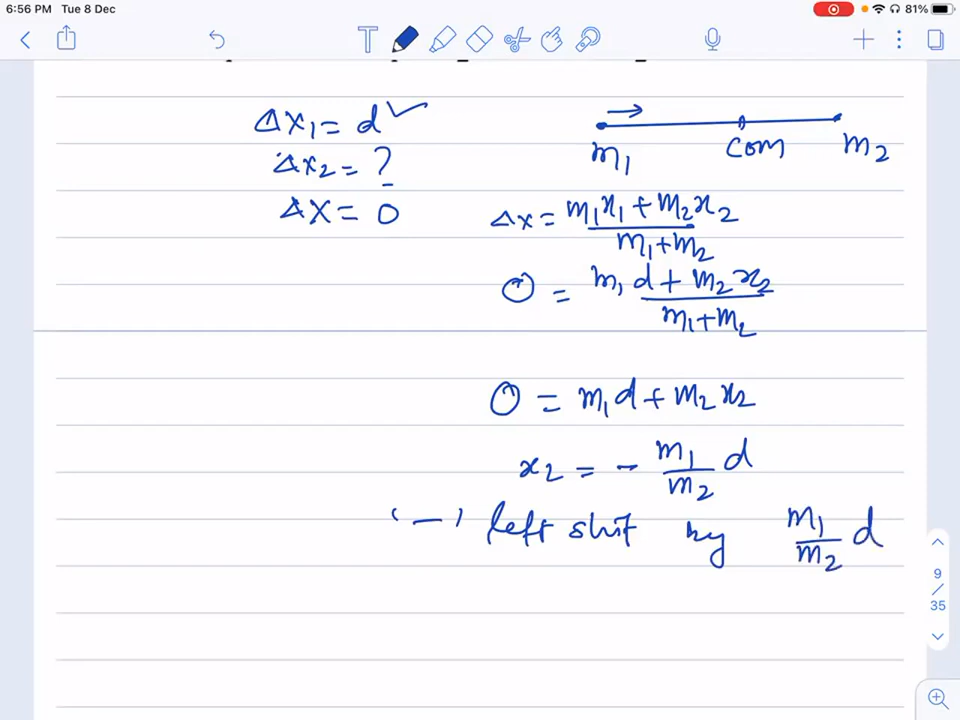 6:56 PM Tue 8 Dec 81%
T
Δx₁ = d ✓
Δx₂ = ?
Δx = 0
m₁ com m₂
Δx = m₁x₁ + m₂x₂ / m₁+m₂
0 = m₁d + m₂x₂ / m₁+m₂
0 = m₁d + m₂x₂
x₂ = - m₁/m₂ d
'-' left shit by m₁/m₂ d
9
/
35